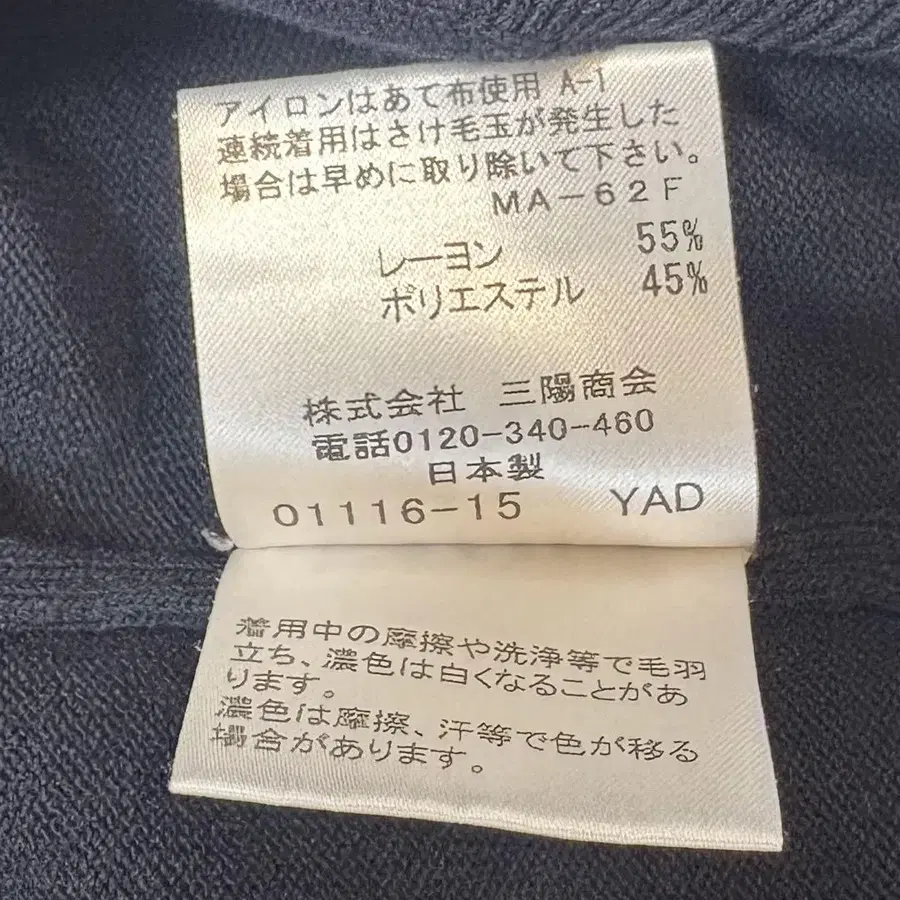 アイロンはあて布使用 A-1
連続着用はさけ毛玉が発生した
場合は早めに取り除いて下さい。
MA-62F
レーヨン 55%
ポリエステル 45%
株式会社 三陽商会
電話0120-340-460
日本製
01116-15 YAD
着用中の摩擦や洗浄等で毛羽
立ち、濃色は白くなることがあ
ります。
濃色は摩擦、汗等で色が移る
場合があります。